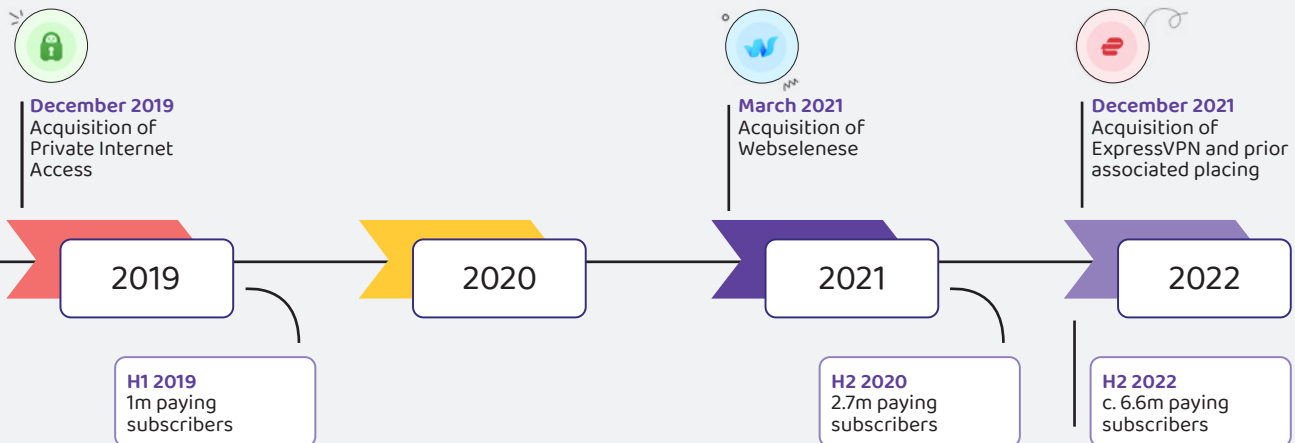 December 2019
Acquisition of
Private Internet
Access
March 2021
Acquisition of
Webselenese
December 2021
Acquisition of
ExpressVPN and prior
associated placing
2019
2020
2021
2022
H1 2019
1m paying
subscribers
H2 2020
2.7m paying
subscribers
H2 2022
c. 6.6m paying
subscribers